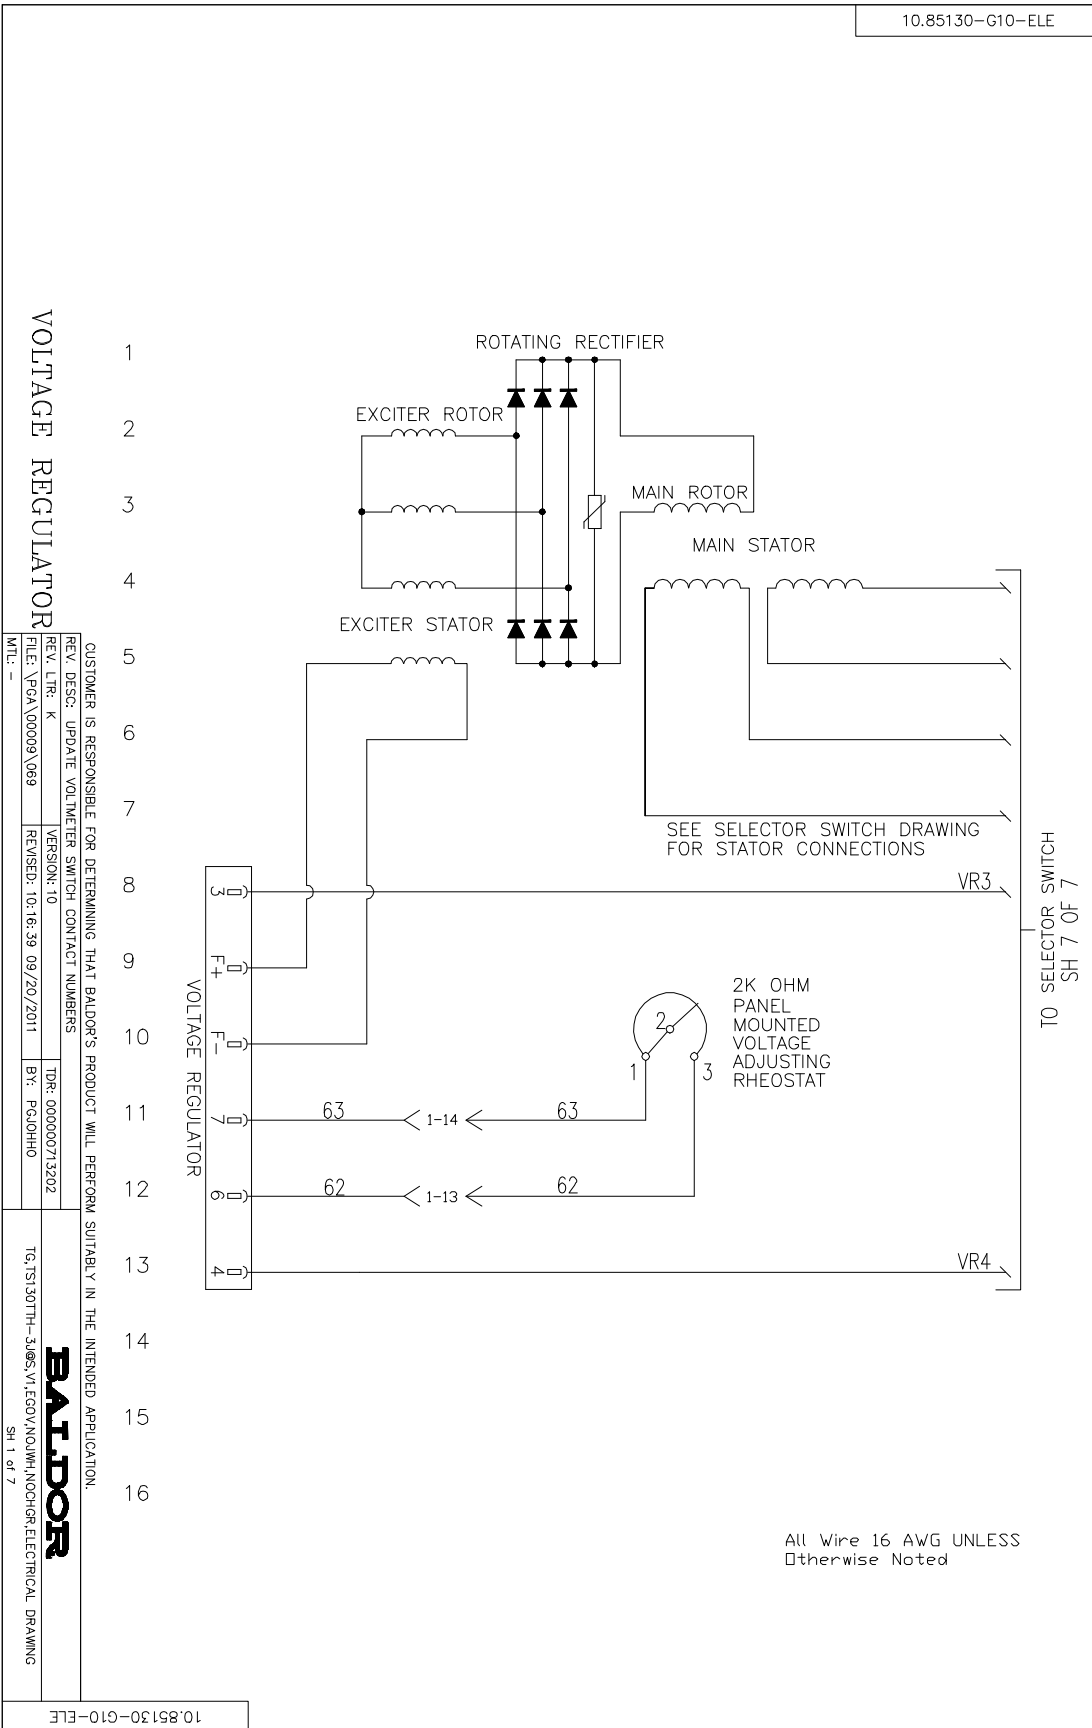 10.85130-G10-ELE
ROTATING RECTIFIER
EXCITER ROTOR
MAIN ROTOR
MAIN STATOR
EXCITER STATOR
SEE SELECTOR SWITCH DRAWING
FOR STATOR CONNECTIONS
VR3
TO SELECTOR SWITCH
SH 7 OF 7
2K OHM
PANEL
MOUNTED
VOLTAGE
ADJUSTING
RHEOSTAT
2
1
3
63
1-14
63
62
1-13
62
VR4
3
F+
F-
7
6
4
VOLTAGE REGULATOR
1
2
3
4
5
6
7
8
9
10
11
12
13
14
15
16
All Wire 16 AWG UNLESS
Otherwise Noted
VOLTAGE REGULATOR
CUSTOMER IS RESPONSIBLE FOR DETERMINING THAT BALDOR'S PRODUCT WILL PERFORM SUITABLY IN THE INTENDED APPLICATION.
REV. DESC: UPDATE VOLTMETER SWITCH CONTACT NUMBERS
REV. LTR: K
VERSION: 10
TDR: 000000713202
FILE: \PGA\00009\069
REVISED: 10:16:39 09/20/2011
BY: PGJOHHO
MTL: -
BALDOR
TG,TS130TTH-3J@S,V1,EGOV,NOJWH,NOCHGR,ELECTRICAL DRAWING
SH 1 of 7
10.85130-G10-ELE